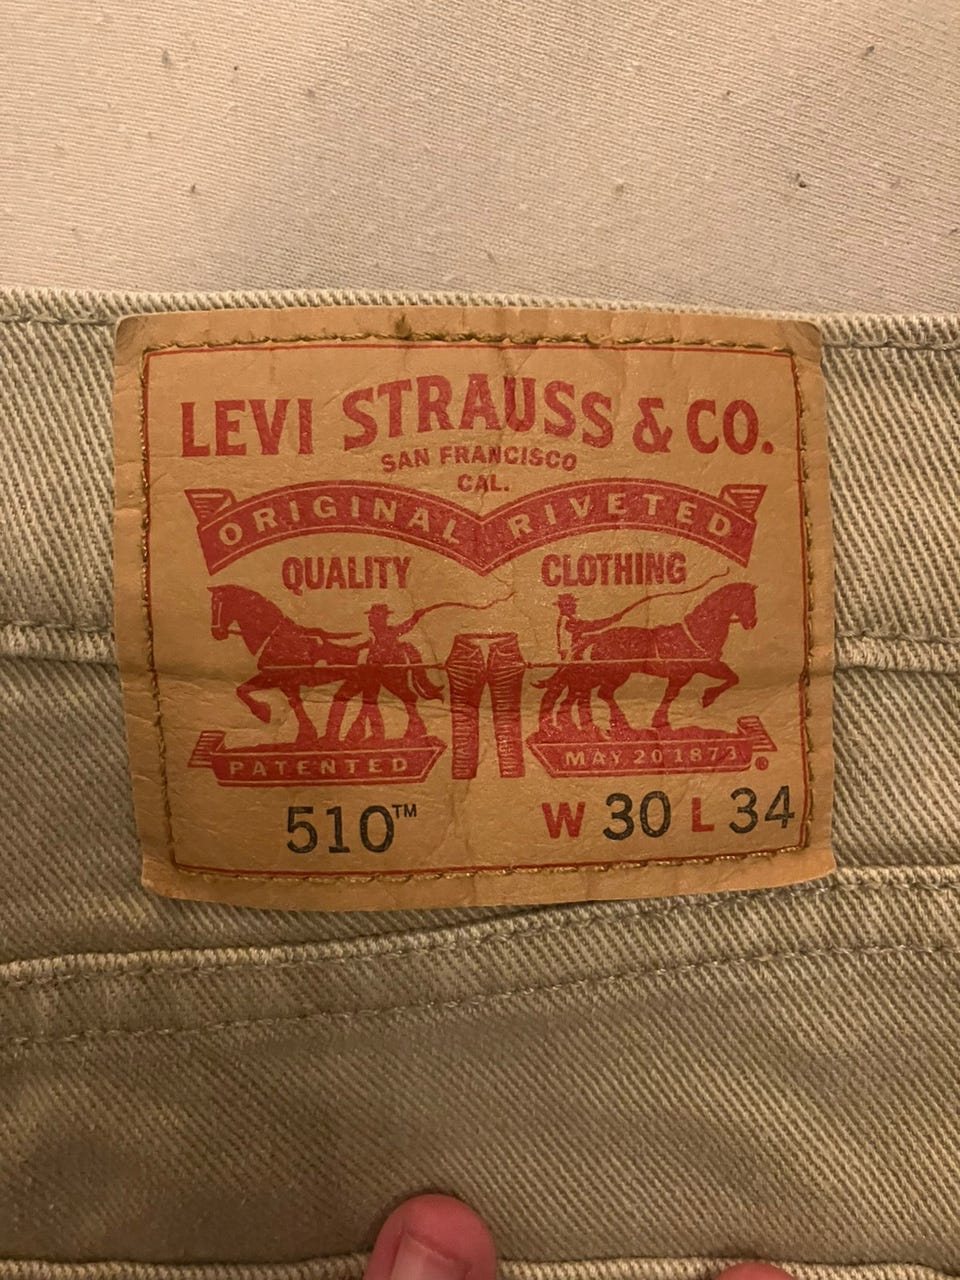 LEVI STRAUSS & CO.
SAN FRANCISCO
CAL.
ORIGINAL RIVETED
QUALITY CLOTHING
PATENTED MAY 20 1873 ®
510™ W 30 L 34